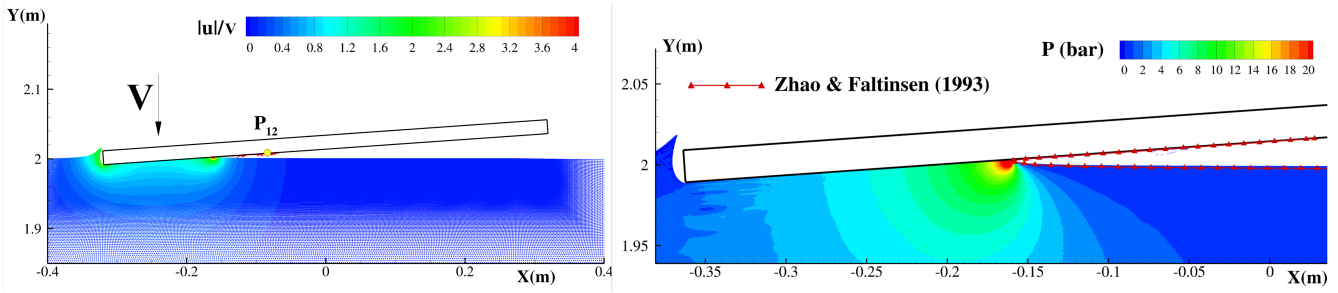 Y(m)
|u|/V
0 0.4 0.8 1.2 1.6 2 2.4 2.8 3.2 3.6 4
2.1
V
P12
2
1.9
-0.4 -0.2 0 0.2 0.4
X(m)
Y(m)
P (bar)
0 2 4 6 8 10 12 14 16 18 20
2.05
Zhao & Faltinsen (1993)
2
1.95
-0.35 -0.3 -0.25 -0.2 -0.15 -0.1 -0.05 0
X(m)